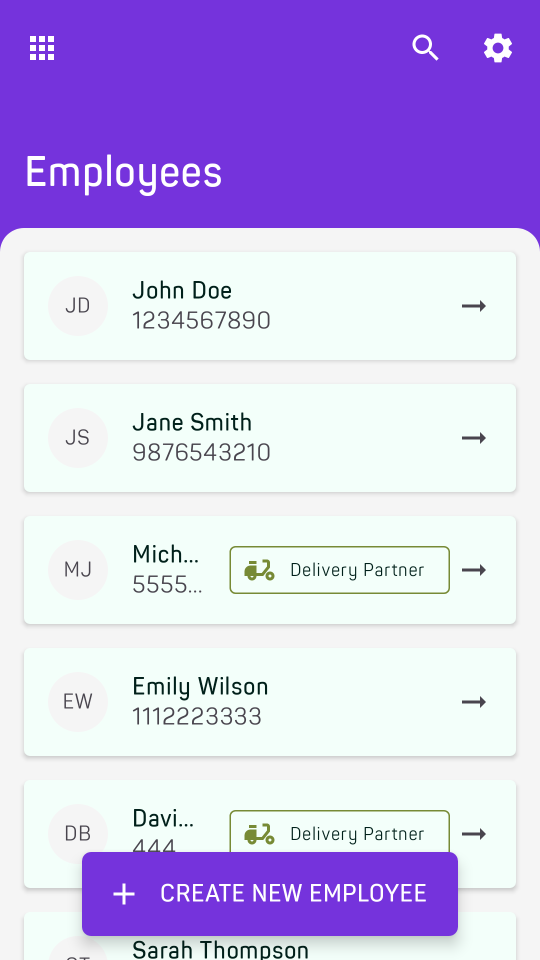 Employees
JD
John Doe
1234567890
JS
Jane Smith
9876543210
MJ
Mich...
5555...
Delivery Partner
EW
Emily Wilson
1112223333
DB
Davi...
444...
Delivery Partner
CREATE NEW EMPLOYEE
Sarah Thompson